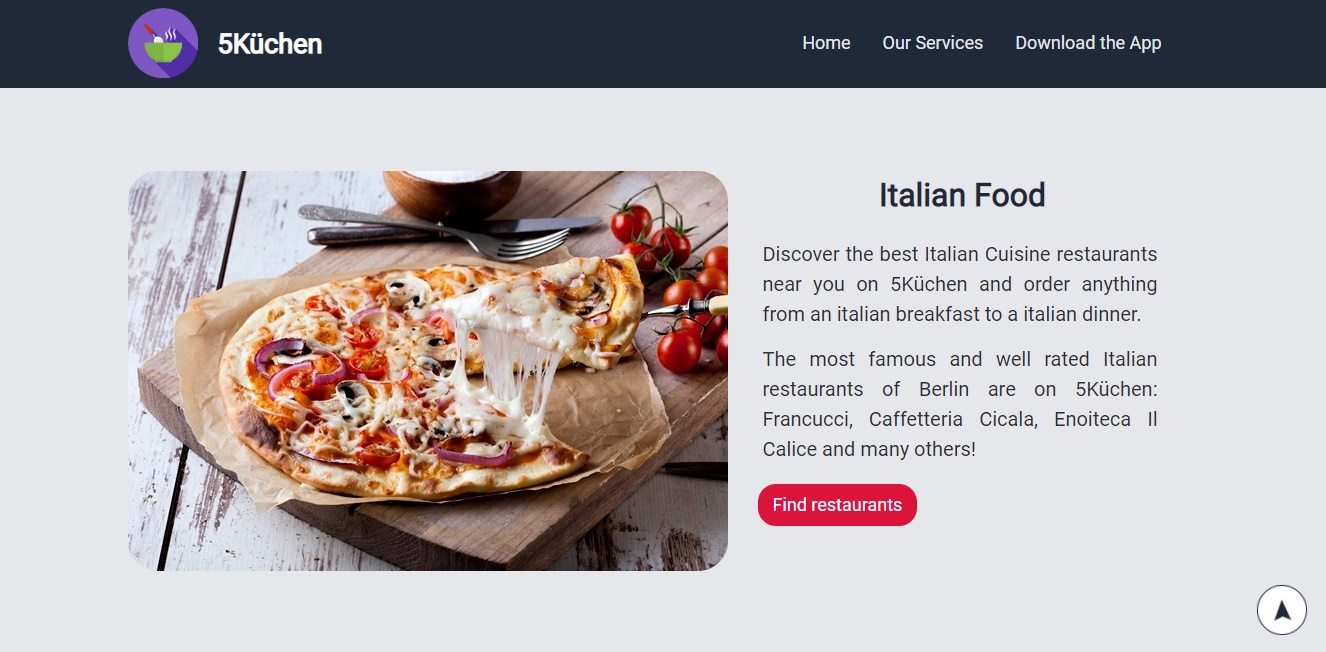 5Küchen
Home
Our Services
Download the App
Italian Food
Discover the best Italian Cuisine restaurants
near you on 5Küchen and order anything
from an italian breakfast to a italian dinner.
The most famous and well rated Italian
restaurants of Berlin are on 5Küchen:
Francucci, Caffetteria Cicala, Enoiteca Il
Calice and many others!
Find restaurants